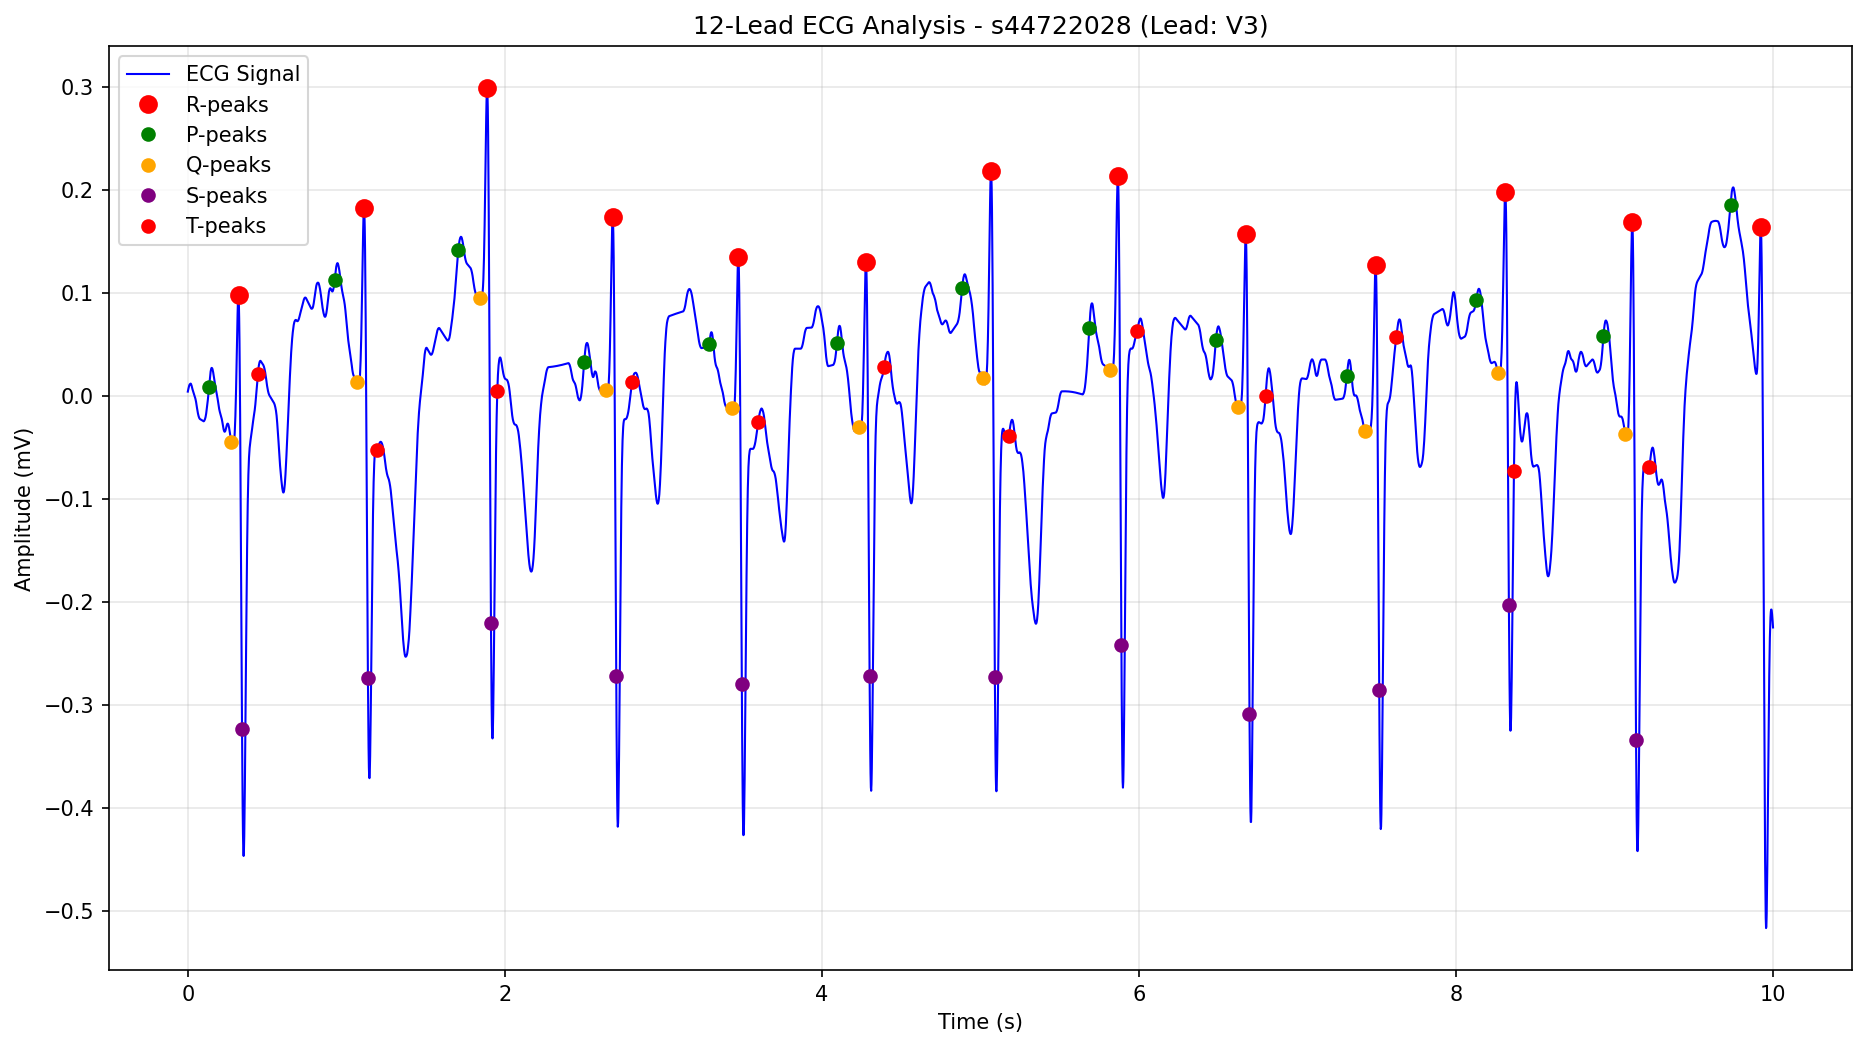 12-Lead ECG Analysis - s44722028 (Lead: V3)
ECG Signal
R-peaks
P-peaks
Q-peaks
S-peaks
T-peaks
0.3
0.2
0.1
0.0
−0.1
−0.2
−0.3
−0.4
−0.5
Amplitude (mV)
0 2 4 6 8 10
Time (s)